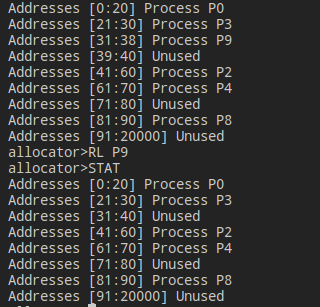 Addresses [0:20] Process P0
Addresses [21:30] Process P3
Addresses [31:38] Process P9
Addresses [39:40] Unused
Addresses [41:60] Process P2
Addresses [61:70] Process P4
Addresses [71:80] Unused
Addresses [81:90] Process P8
Addresses [91:20000] Unused
allocator>RL P9
allocator>STAT
Addresses [0:20] Process P0
Addresses [21:30] Process P3
Addresses [31:40] Unused
Addresses [41:60] Process P2
Addresses [61:70] Process P4
Addresses [71:80] Unused
Addresses [81:90] Process P8
Addresses [91:20000] Unused